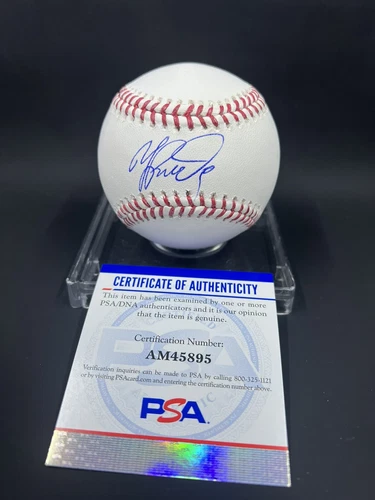 CERTIFICATE OF AUTHENTICITY
This item has been examined by one or more
PSA/DNA authenticators and it is our opinion
that the item is genuine.
Certification Number:
AM45895
Verification inquiries can be made to PSA by calling 800-325-1121
or by visiting PSAcard.com and entering the certification number above.
PSA